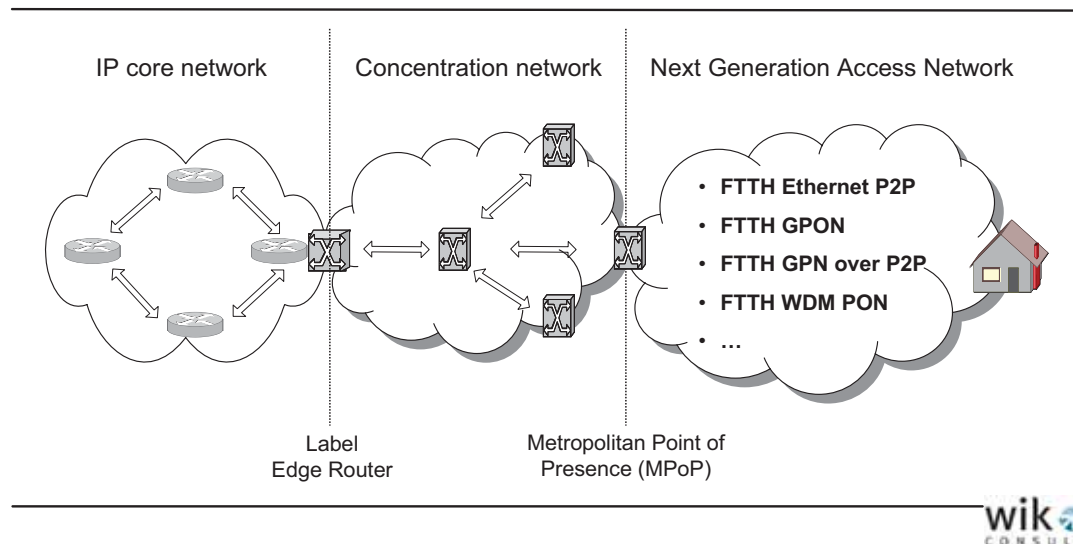 IP core network
Concentration network
Next Generation Access Network
• FTTH Ethernet P2P
• FTTH GPON
• FTTH GPN over P2P
• FTTH WDM PON
• ...
Label
Edge Router
Metropolitan Point of
Presence (MPoP)
wik
CONSUL